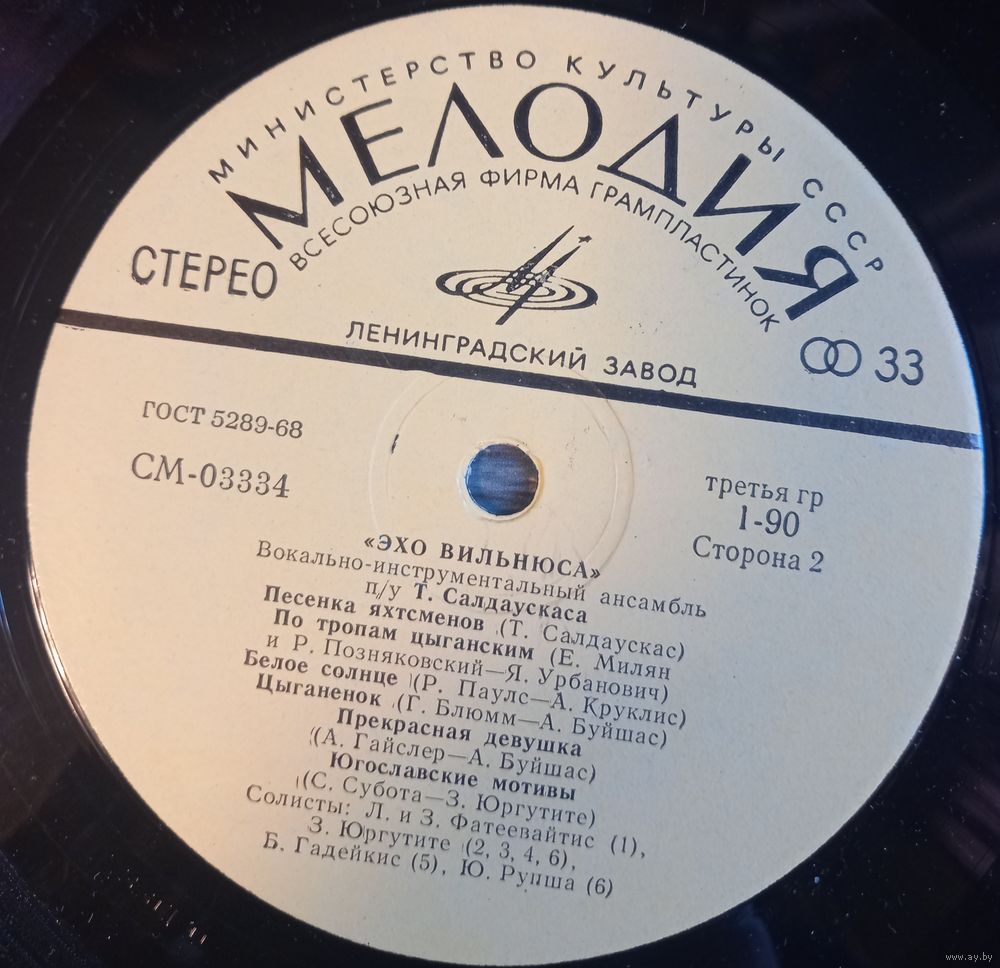 МИНИСТЕРСТВО КУЛЬТУРЫ СССР
МЕЛОДИЯ
ВСЕСОЮЗНАЯ ФИРМА ГРАМПЛАСТИНОК
СТЕРЕО
ЛЕНИНГРАДСКИЙ ЗАВОД
33
ГОСТ 5289-68
СМ-03334
третья гр
1-90
Сторона 2
«ЭХО ВИЛЬНЮСА»
Вокально-инструментальный ансамбль
п/у Т. Салдаускаса
Песенка яхтсменов (Т. Салдаускас)
По тропам цыганским (Е. Милян
и Р. Позняковский—Я. Урбанович)
Белое солнце (Р. Паулс—А. Круклис)
Цыганенок (Г. Блюмм—А. Буйшас)
Прекрасная девушка
(А. Гайслер—А. Буйшас)
Югославские мотивы
(С. Субота—З. Юргутите)
Солисты: Л. и З. Фатеевайтис (1),
З. Юргутите (2, 3, 4, 6),
Б. Гадейкис (5), Ю. Рупша (6)
www.ay.by